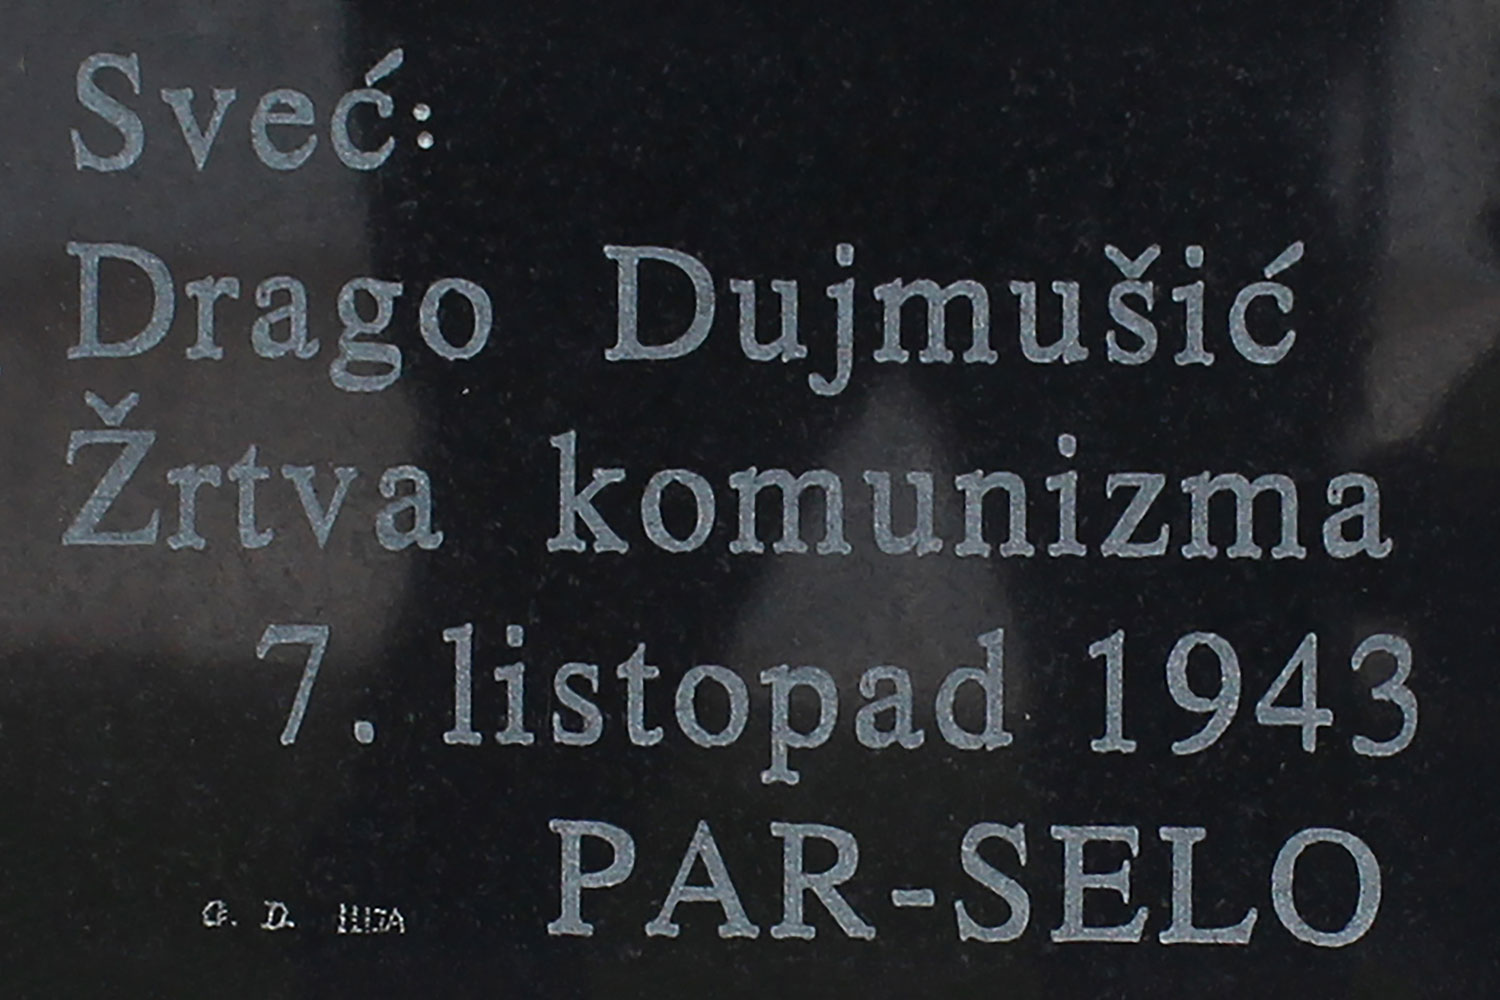 Sveć:
Drago Dujmušić
Žrtva komunizma
7. listopad 1943
PAR-SELO
G. D.